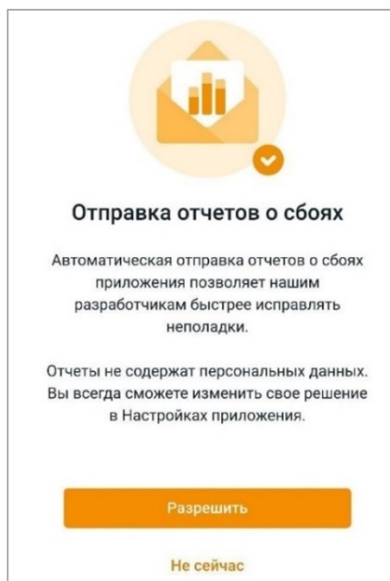 Отправка отчетов о сбоях
Автоматическая отправка отчетов о сбоях
приложения позволяет нашим
разработчикам быстрее исправлять
неполадки.
Отчеты не содержат персональных данных.
Вы всегда сможете изменить свое решение
в Настройках приложения.
Разрешить
Не сейчас